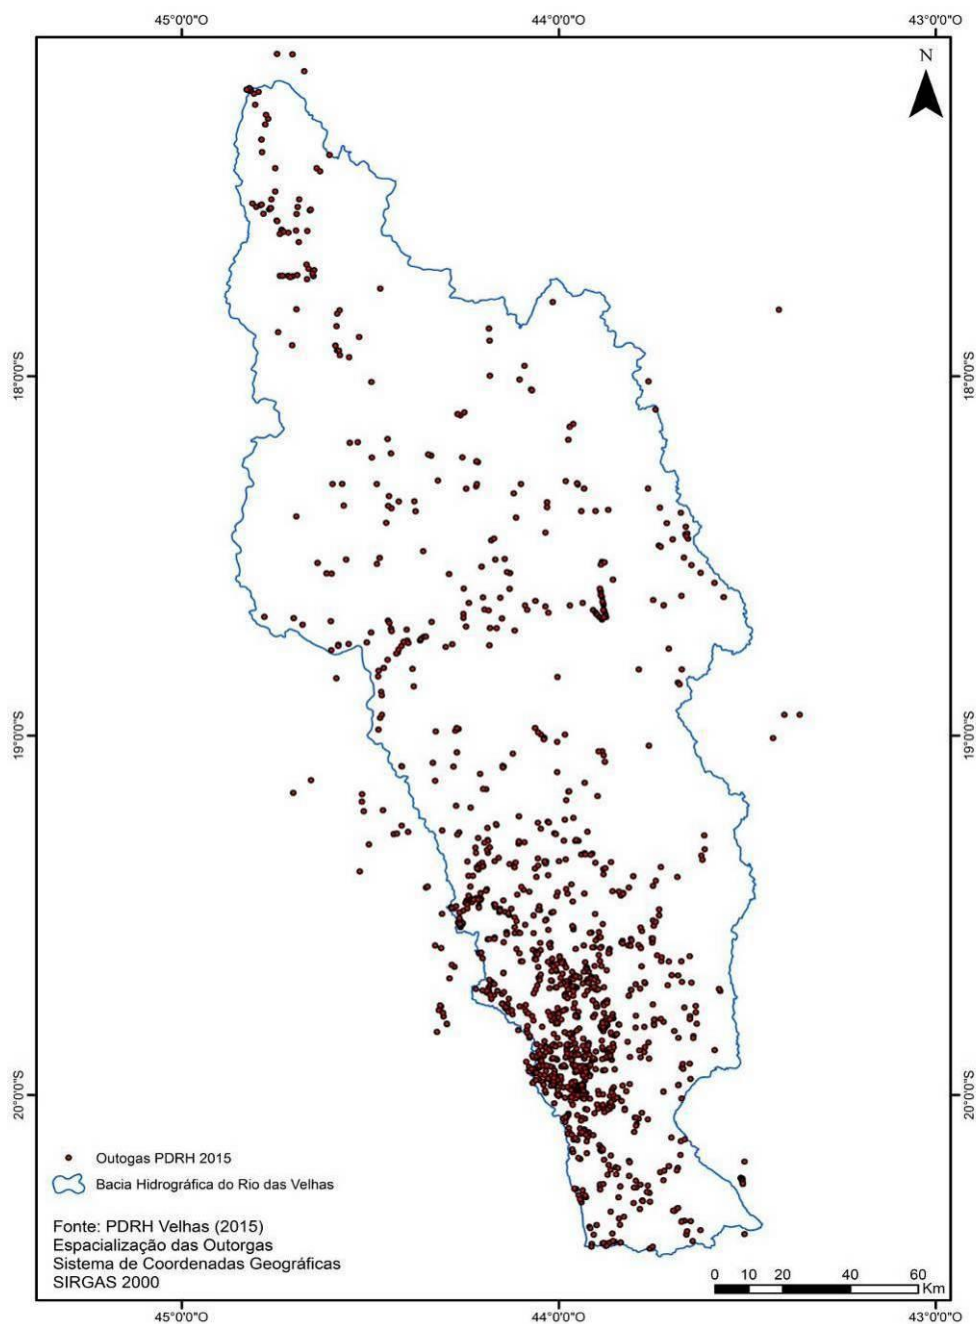 45°0'0"O 44°0'0"O 43°0'0"O
N
18°0'0"S 18°0'0"S
19°0'0"S 19°0'0"S
20°0'0"S 20°0'0"S
Outogas PDRH 2015
Bacia Hidrográfica do Rio das Velhas
Fonte: PDRH Velhas (2015)
Espacialização das Outorgas
Sistema de Coordenadas Geográficas
SIRGAS 2000
0 10 20 40 60
Km
45°0'0"O 44°0'0"O 43°0'0"O